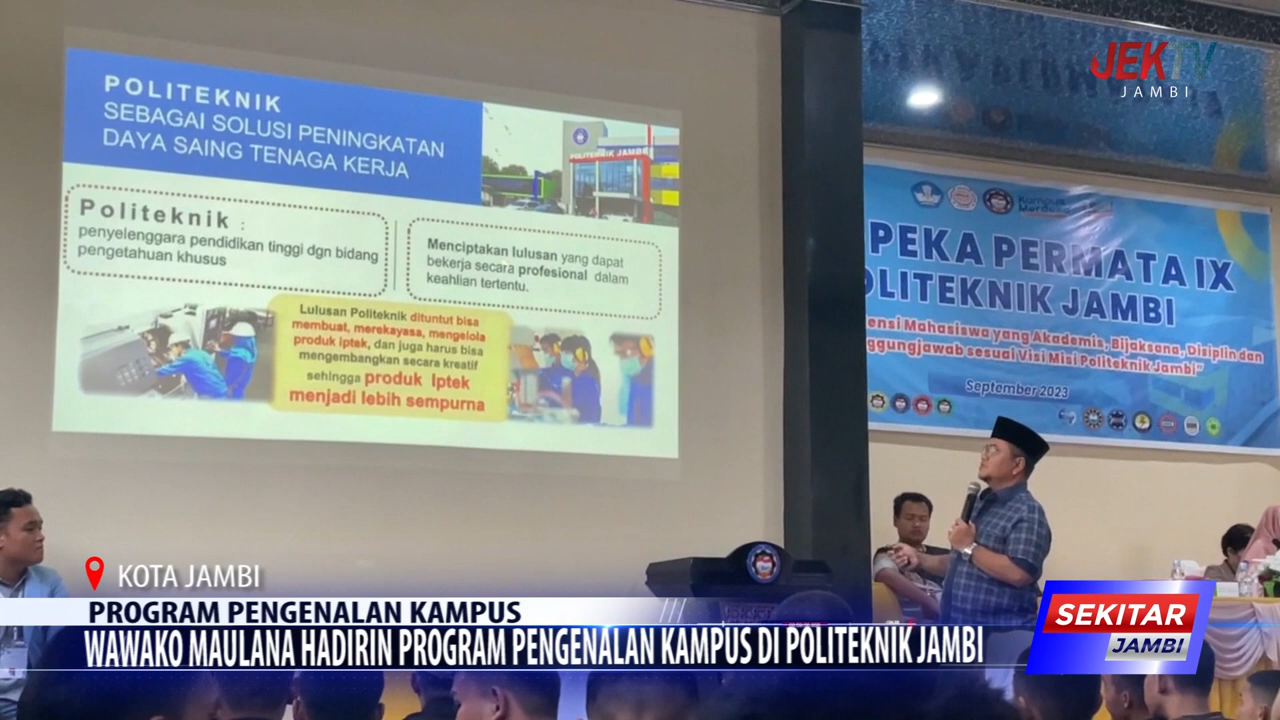 JEKTV
JAMBI
POLITEKNIK
SEBAGAI SOLUSI PENINGKATAN
DAYA SAING TENAGA KERJA
POLITEKNIK JAMBI
Politeknik :
penyelenggara pendidikan tinggi dgn bidang
pengetahuan khusus
Menciptakan lulusan yang dapat
bekerja secara profesional dalam
keahlian tertentu.
Lulusan Politeknik dituntut bisa
membuat, merekayasa, mengelola
produk Iptek, dan juga harus bisa
mengembangkan secara kreatif
sehingga produk Iptek
menjadi lebih sempurna
Kampus
Merdeka
PEKA PERMATA IX
OLITEKNIK JAMBI
ensi Mahasiswa yang Akademis, Bijaksana, Disiplin dan
ggungjawab sesuai Visi Misi Politeknik Jambi"
September 2023
KOTA JAMBI
PROGRAM PENGENALAN KAMPUS
WAWAKO MAULANA HADIRIN PROGRAM PENGENALAN KAMPUS DI POLITEKNIK JAMBI
SEKITAR
JAMBI